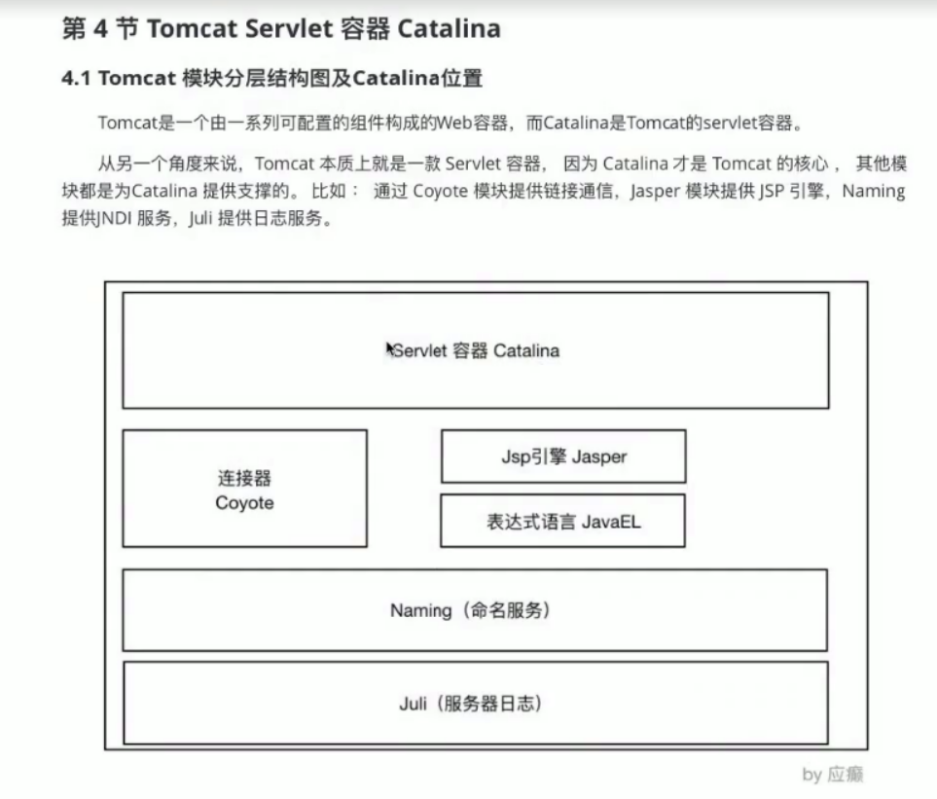 第 4 节 Tomcat Servlet 容器 Catalina
4.1 Tomcat 模块分层结构图及Catalina位置
Tomcat是一个由一系列可配置的组件构成的Web容器，而Catalina是Tomcat的servlet容器。
从另一个角度来说，Tomcat 本质上就是一款 Servlet 容器， 因为 Catalina 才是 Tomcat 的核心 ， 其他模
块都是为Catalina 提供支撑的。 比如 ： 通过 Coyote 模块提供链接通信，Jasper 模块提供 JSP 引擎，Naming
提供JNDI 服务，Juli 提供日志服务。
Servlet 容器 Catalina
连接器
Coyote
Jsp引擎 Jasper
表达式语言 JavaEL
Naming（命名服务）
Juli（服务器日志）
by 应癫